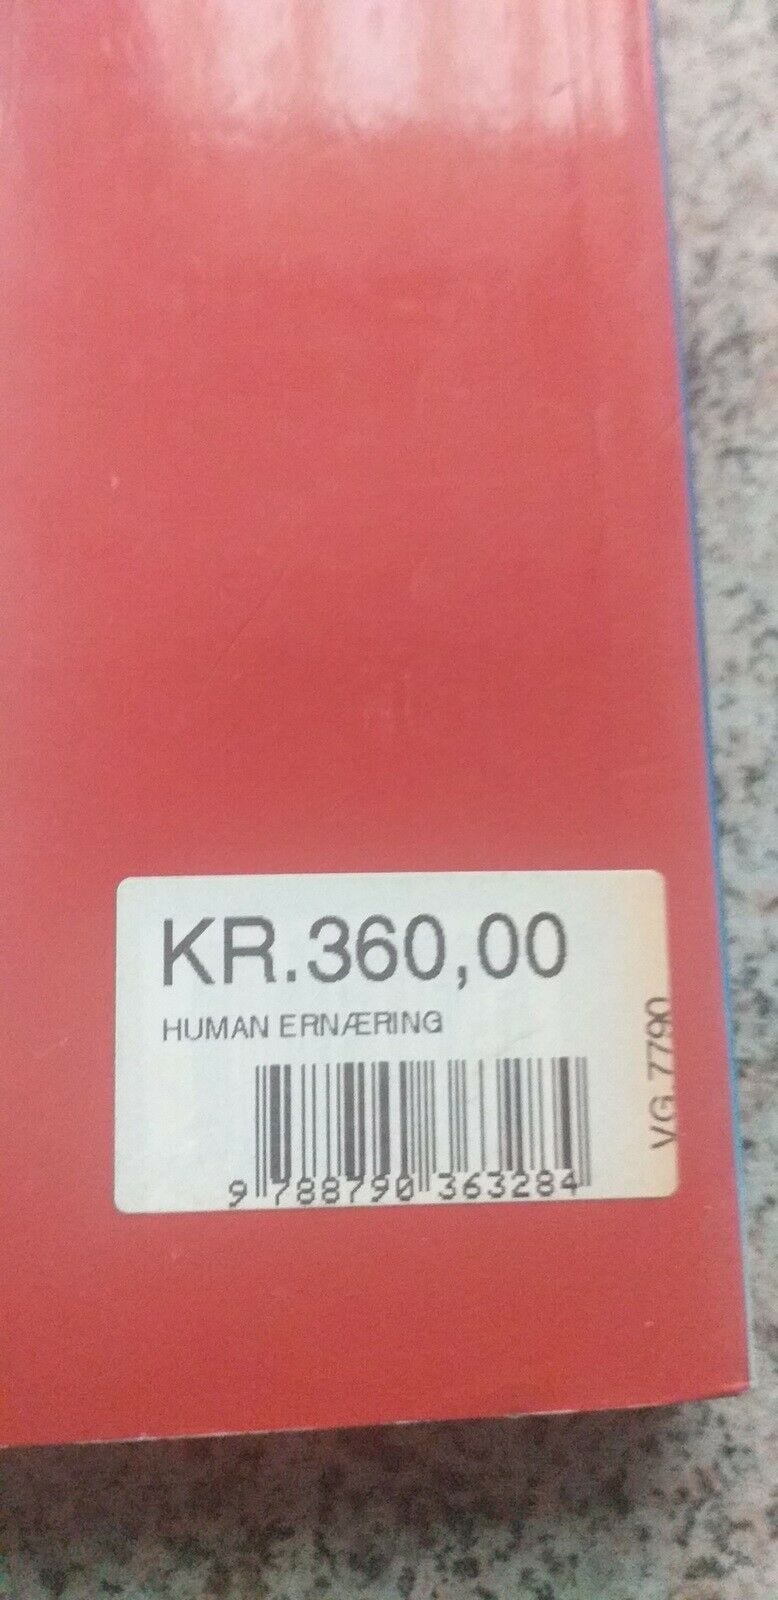 KR.360,00
HUMAN ERNÆRING
VG.7790
9 788790 363284